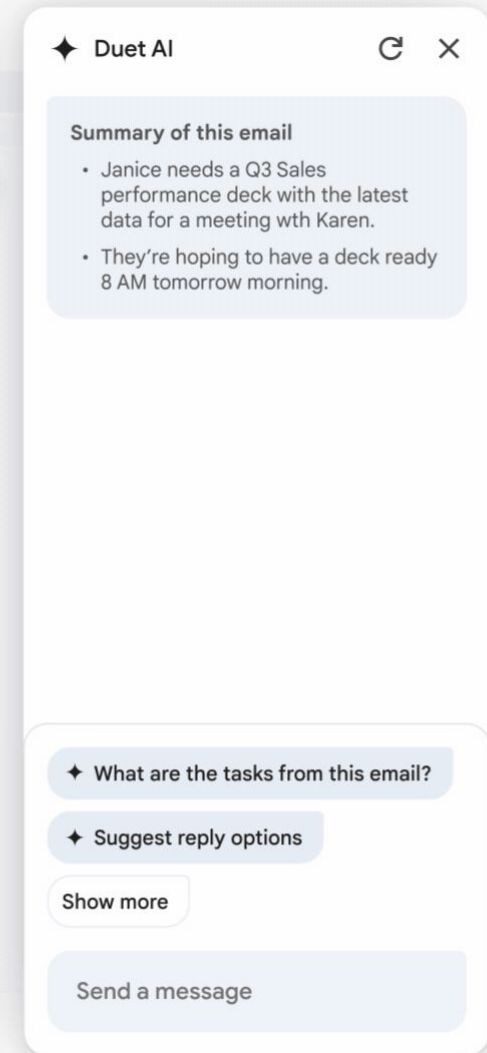 Duet AI
Summary of this email
• Janice needs a Q3 Sales
performance deck with the latest
data for a meeting wth Karen.
• They’re hoping to have a deck ready
8 AM tomorrow morning.
What are the tasks from this email?
Suggest reply options
Show more
Send a message